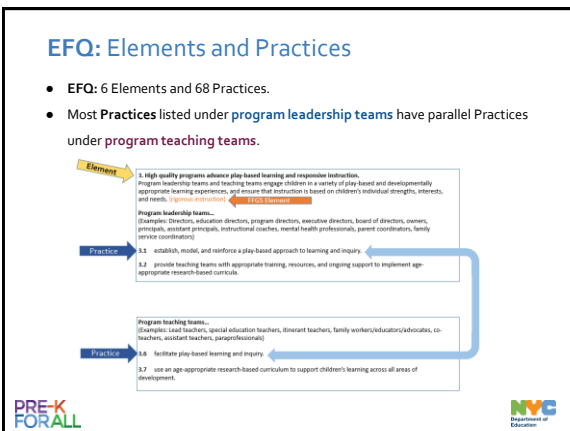 EFQ: Elements and Practices
● EFQ: 6 Elements and 68 Practices.
● Most Practices listed under program leadership teams have parallel Practices
under program teaching teams.
Element
3. High quality programs advance play-based learning and responsive instruction.
Program leadership teams and teaching teams engage children in a variety of play-based and developmentally
appropriate learning experiences, and ensure that instruction is based on children's individual strengths, interests,
and needs. (rigorous instruction)
FFGS Element
Program leadership teams...
(Examples: Directors, education directors, program directors, executive directors, board of directors, owners,
principals, assistant principals, instructional coaches, mental health professionals, parent coordinators, family
service coordinators)
Practice
3.1 establish, model, and reinforce a play-based approach to learning and inquiry.
3.2 provide teaching teams with appropriate training, resources, and ongoing support to implement age-
appropriate research-based curricula.
Program teaching teams...
(Examples: Lead teachers, special education teachers, itinerant teachers, family workers/educators/advocates, co-
teachers, assistant teachers, paraprofessionals)
Practice
3.6 facilitate play-based learning and inquiry.
3.7 use an age-appropriate research-based curriculum to support children's learning across all areas of
development.
PRE-K
FOR ALL
NYC
Department of
Education